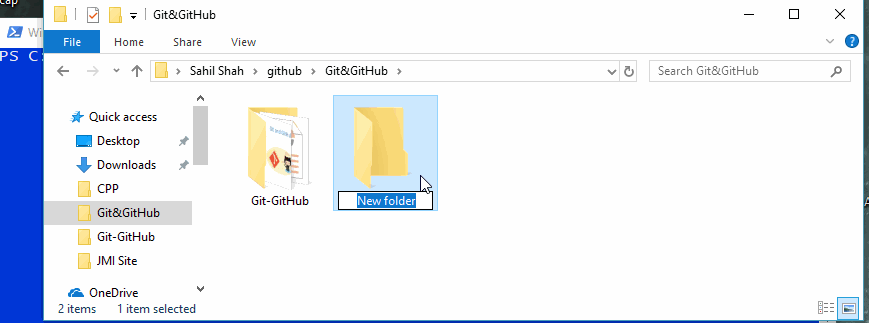 cap
Git&GitHub
Wi
File Home Share View
PS C:
Sahil Shah github Git&GitHub
Search Git&GitHub
Quick access
Desktop
Downloads
CPP
Git&GitHub
Git-GitHub
JMI Site
OneDrive
Git-GitHub
New folder
2 items 1 item selected